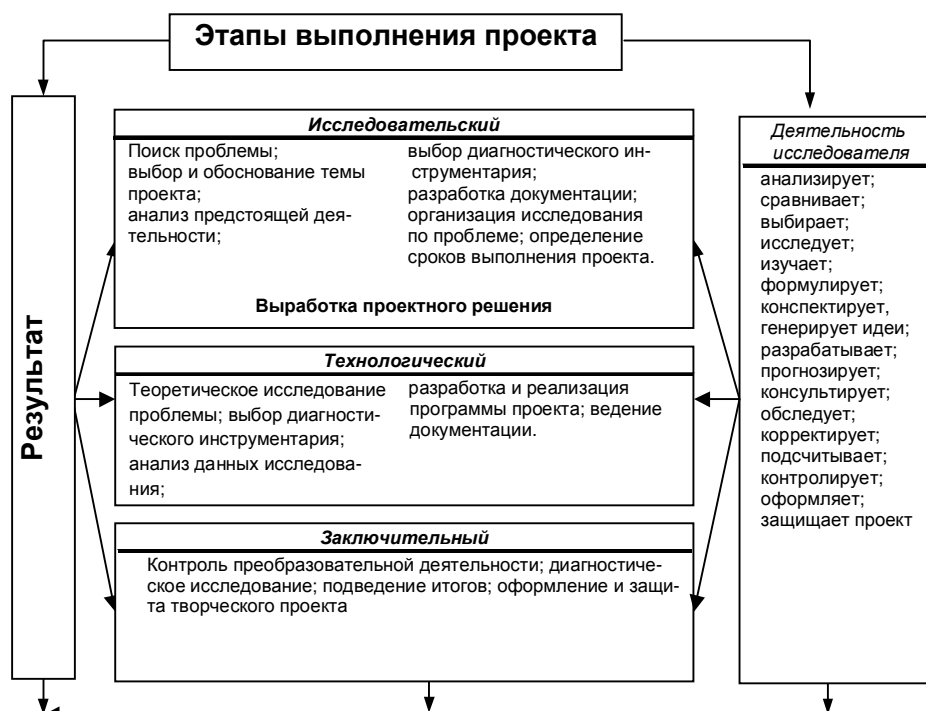 Этапы выполнения проекта
Результат
Исследовательский
Поиск проблемы;
выбор и обоснование темы
проекта;
анализ предстоящей дея-
тельности;
выбор диагностического ин-
струментария;
разработка документации;
организация исследования
по проблеме; определение
сроков выполнения проекта.
Выработка проектного решения
Технологический
Теоретическое исследование
проблемы; выбор диагности-
ческого инструментария;
анализ данных исследова-
ния;
разработка и реализация
программы проекта; ведение
документации.
Заключительный
Контроль преобразовательной деятельности; диагностиче-
ское исследование; подведение итогов; оформление и защи-
та творческого проекта
Деятельность
исследователя
анализирует;
сравнивает;
выбирает;
исследует;
изучает;
формулирует;
конспектирует,
генерирует идеи;
разрабатывает;
прогнозирует;
консультирует;
обследует;
корректирует;
подсчитывает;
контролирует;
оформляет;
защищает проект